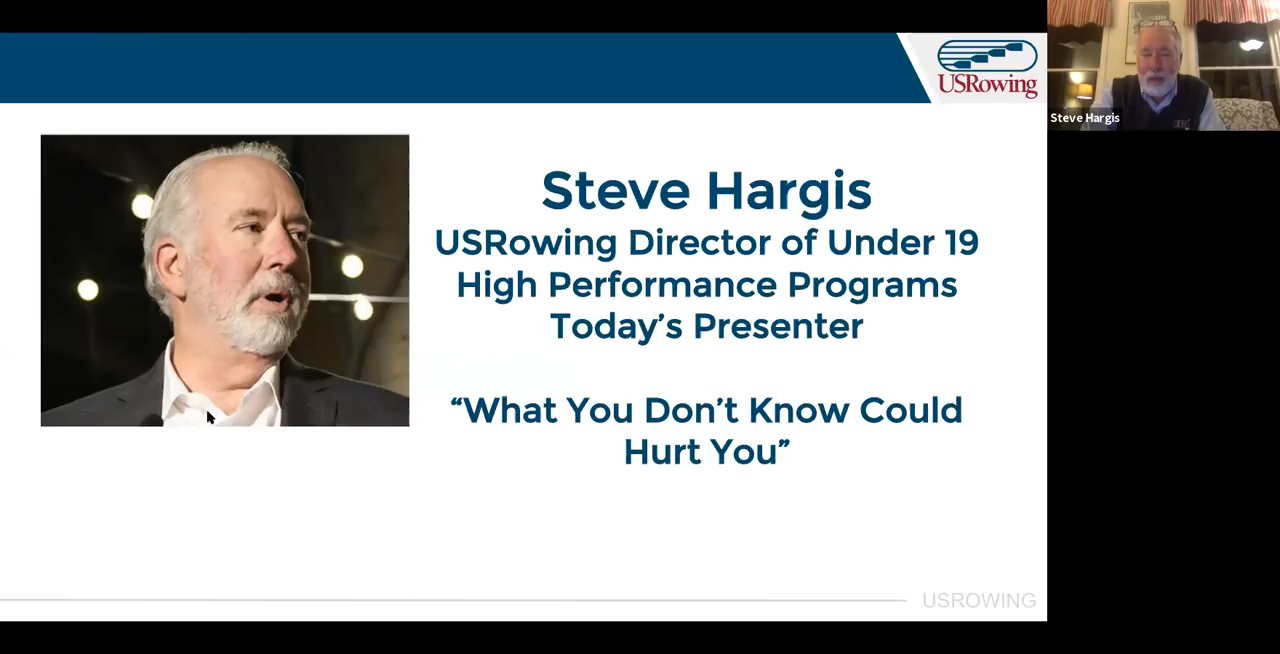 USRowing
Steve Hargis
Steve Hargis
USRowing Director of Under 19
High Performance Programs
Today’s Presenter
“What You Don’t Know Could
Hurt You”
USROWING